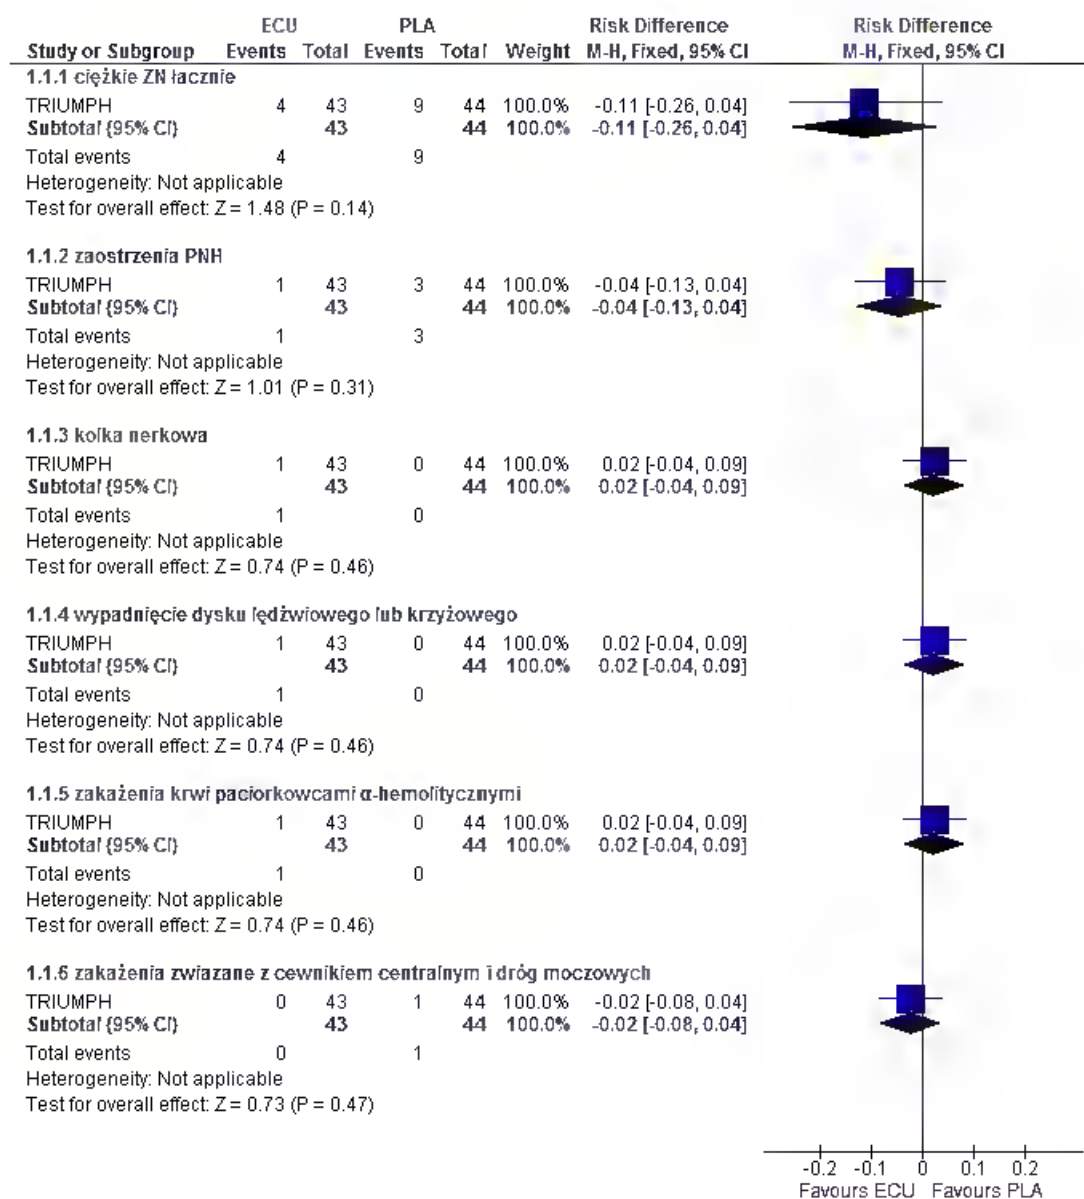 ECU PLA Risk Difference Risk Difference
Study or Subgroup Events Total Events Total Weight M-H, Fixed, 95% CI M-H, Fixed, 95% CI
1.1.1 ciężkie ZN łacznie
TRIUMPH 4 43 9 44 100.0% -0.11 [-0.26, 0.04]
Subtotal (95% CI) 43 44 100.0% -0.11 [-0.26, 0.04]
Total events 4 9
Heterogeneity: Not applicable
Test for overall effect: Z = 1.48 (P = 0.14)
1.1.2 zaostrzenia PNH
TRIUMPH 1 43 3 44 100.0% -0.04 [-0.13, 0.04]
Subtotal (95% CI) 43 44 100.0% -0.04 [-0.13, 0.04]
Total events 1 3
Heterogeneity: Not applicable
Test for overall effect: Z = 1.01 (P = 0.31)
1.1.3 kolka nerkowa
TRIUMPH 1 43 0 44 100.0% 0.02 [-0.04, 0.09]
Subtotal (95% CI) 43 44 100.0% 0.02 [-0.04, 0.09]
Total events 1 0
Heterogeneity: Not applicable
Test for overall effect: Z = 0.74 (P = 0.46)
1.1.4 wypadnięcie dysku lędźwiowego lub krzyżowego
TRIUMPH 1 43 0 44 100.0% 0.02 [-0.04, 0.09]
Subtotal (95% CI) 43 44 100.0% 0.02 [-0.04, 0.09]
Total events 1 0
Heterogeneity: Not applicable
Test for overall effect: Z = 0.74 (P = 0.46)
1.1.5 zakażenia krwi paciorkowcami α-hemolitycznymi
TRIUMPH 1 43 0 44 100.0% 0.02 [-0.04, 0.09]
Subtotal (95% CI) 43 44 100.0% 0.02 [-0.04, 0.09]
Total events 1 0
Heterogeneity: Not applicable
Test for overall effect: Z = 0.74 (P = 0.46)
1.1.6 zakażenia zwiazane z cewnikiem centralnym i dróg moczowych
TRIUMPH 0 43 1 44 100.0% -0.02 [-0.08, 0.04]
Subtotal (95% CI) 43 44 100.0% -0.02 [-0.08, 0.04]
Total events 0 1
Heterogeneity: Not applicable
Test for overall effect: Z = 0.73 (P = 0.47)
-0.2 -0.1 0 0.1 0.2
Favours ECU Favours PLA